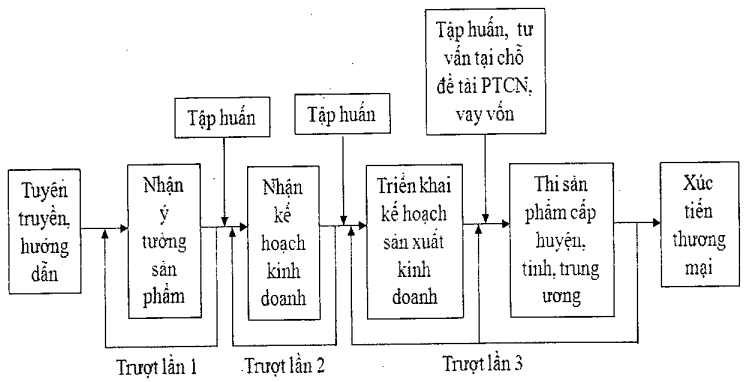 Tập huấn, tư
vấn tại chỗ
đề tài PTCN,
vay vốn
Tập huấn
Tập huấn
Tuyên
truyền,
hướng
dẫn
Nhận
ý
tưởng
sản
phẩm
Nhận
kế
hoạch
kinh
doanh
Triển khai
kế hoạch
sản xuất
kinh
doanh
Thi sản
phẩm cấp
huyện,
tỉnh, trung
ương
Xúc
tiến
thương
mại
Trượt lần 1
Trượt lần 2
Trượt lần 3